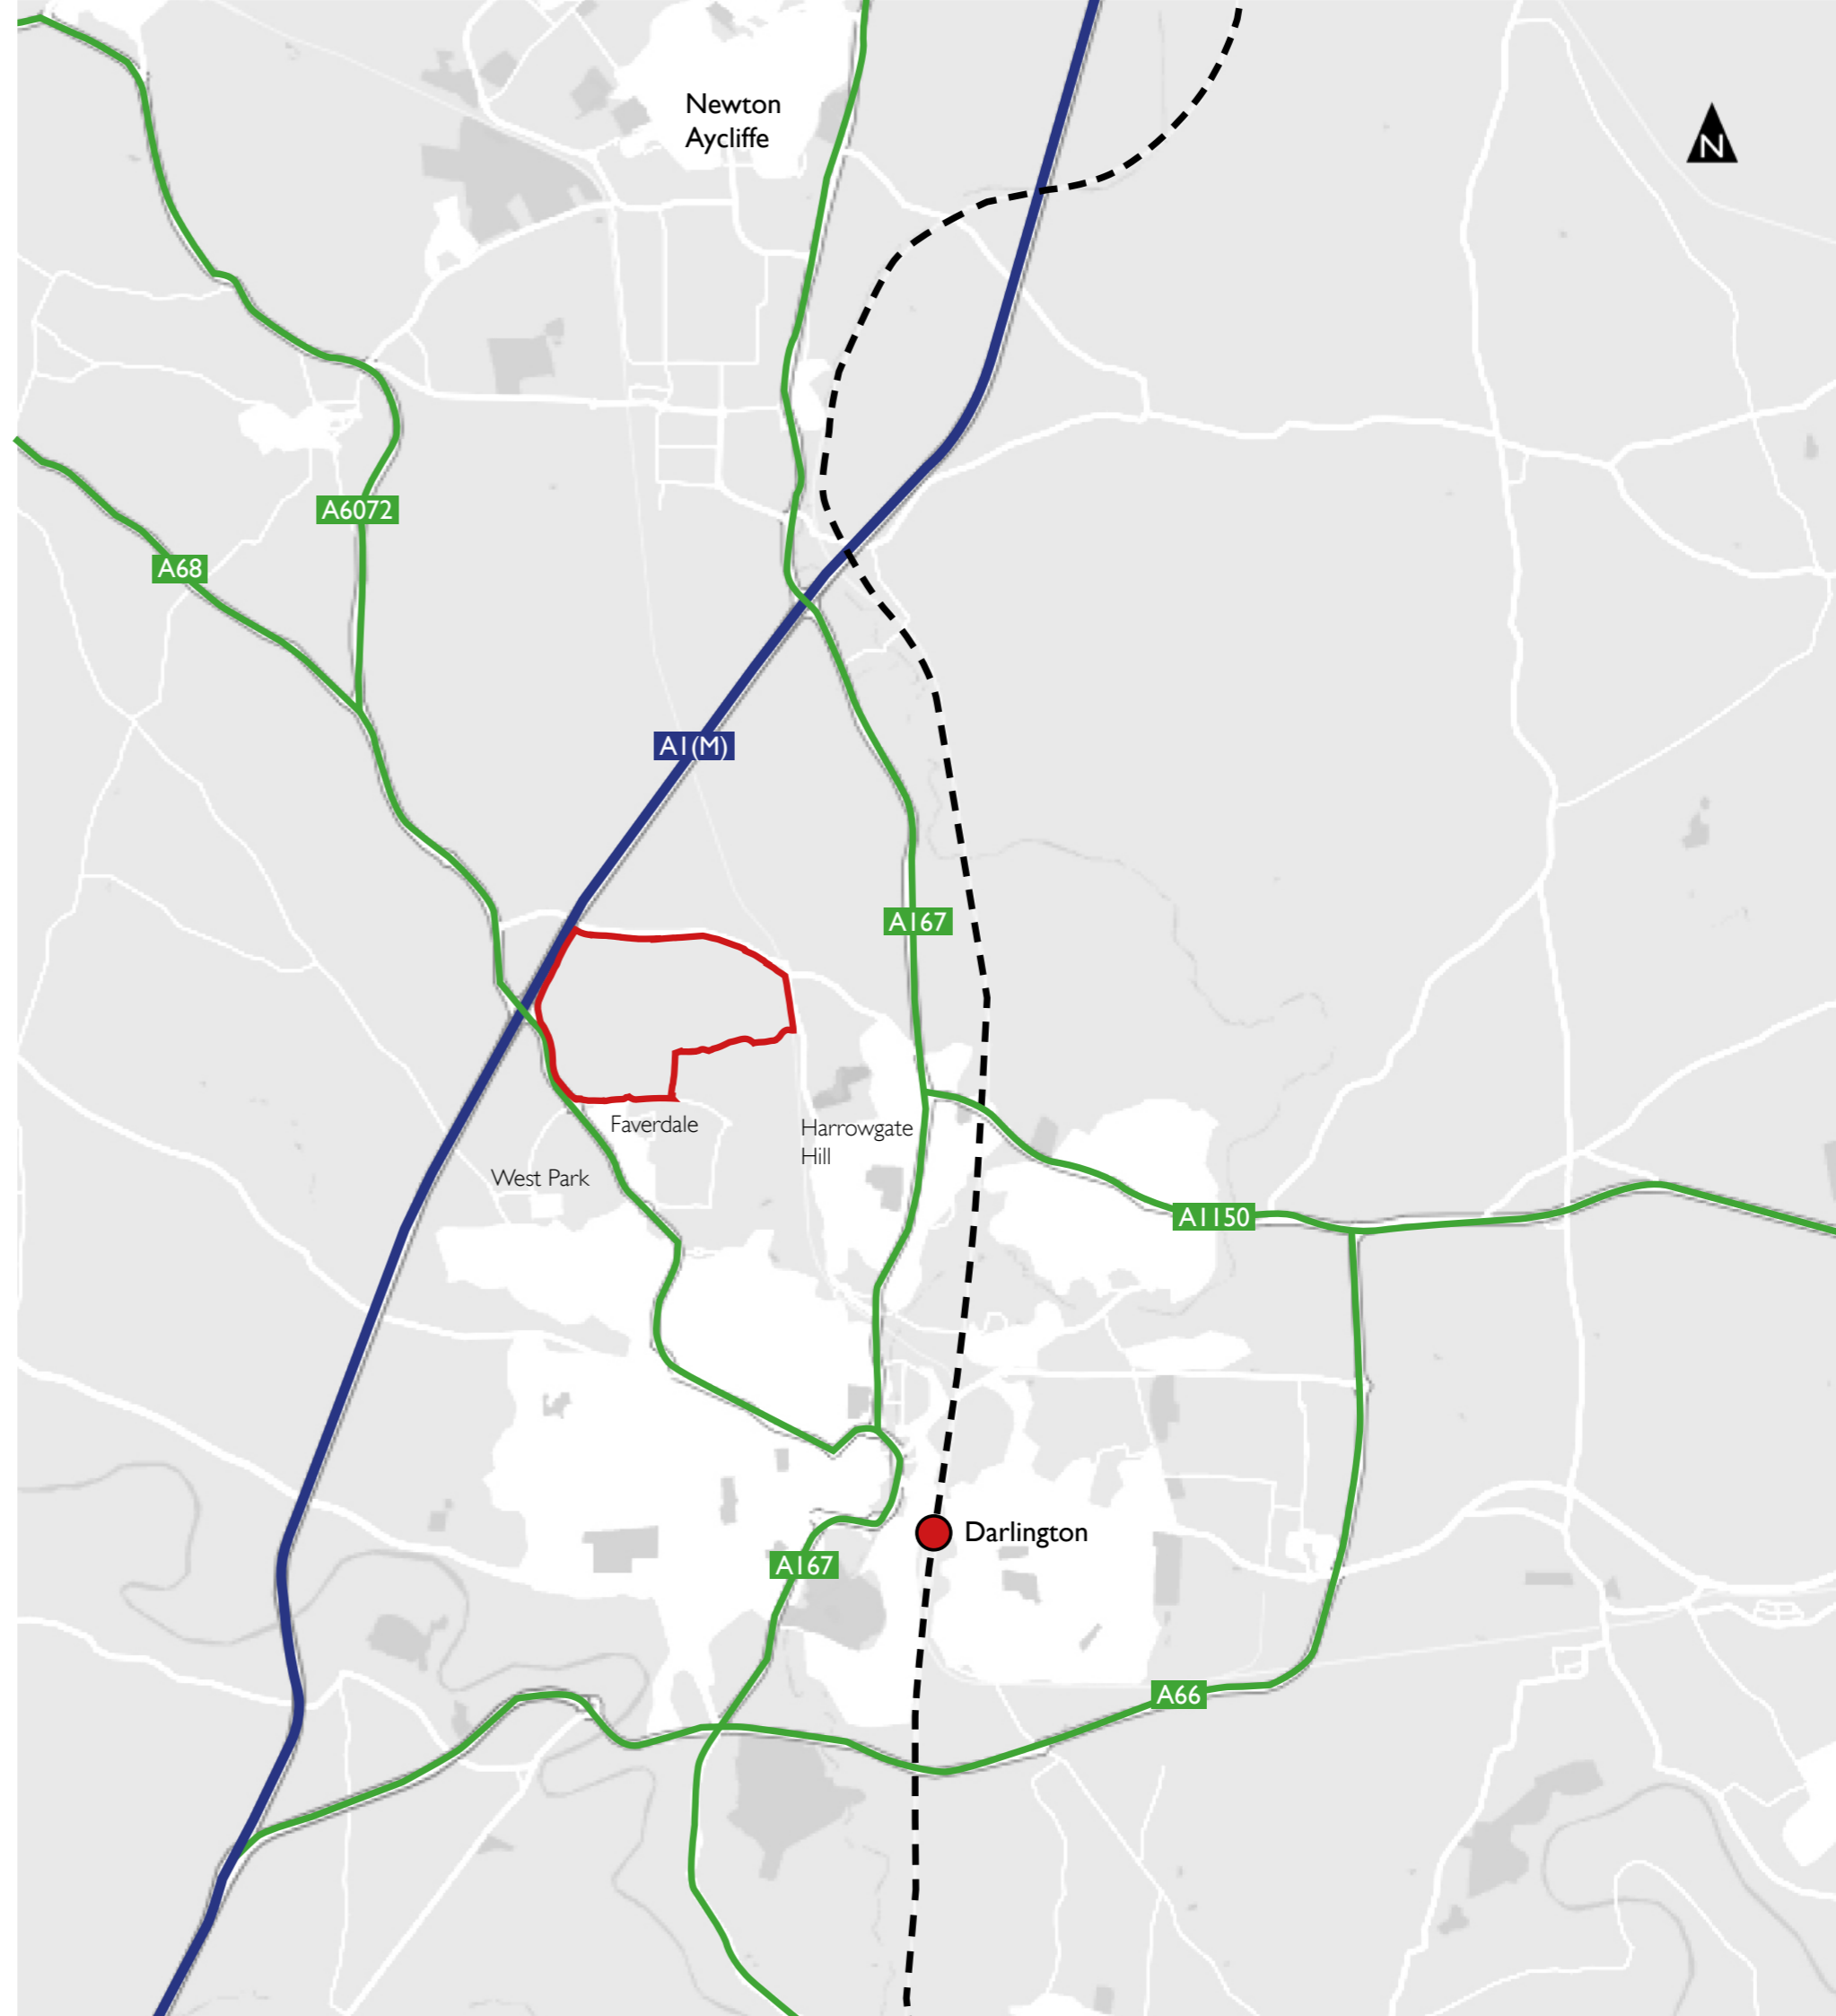 Newton
Aycliffe
N
A6072
A68
A1(M)
A167
Faverdale
Harrowgate
Hill
West Park
A1150
Darlington
A167
A66